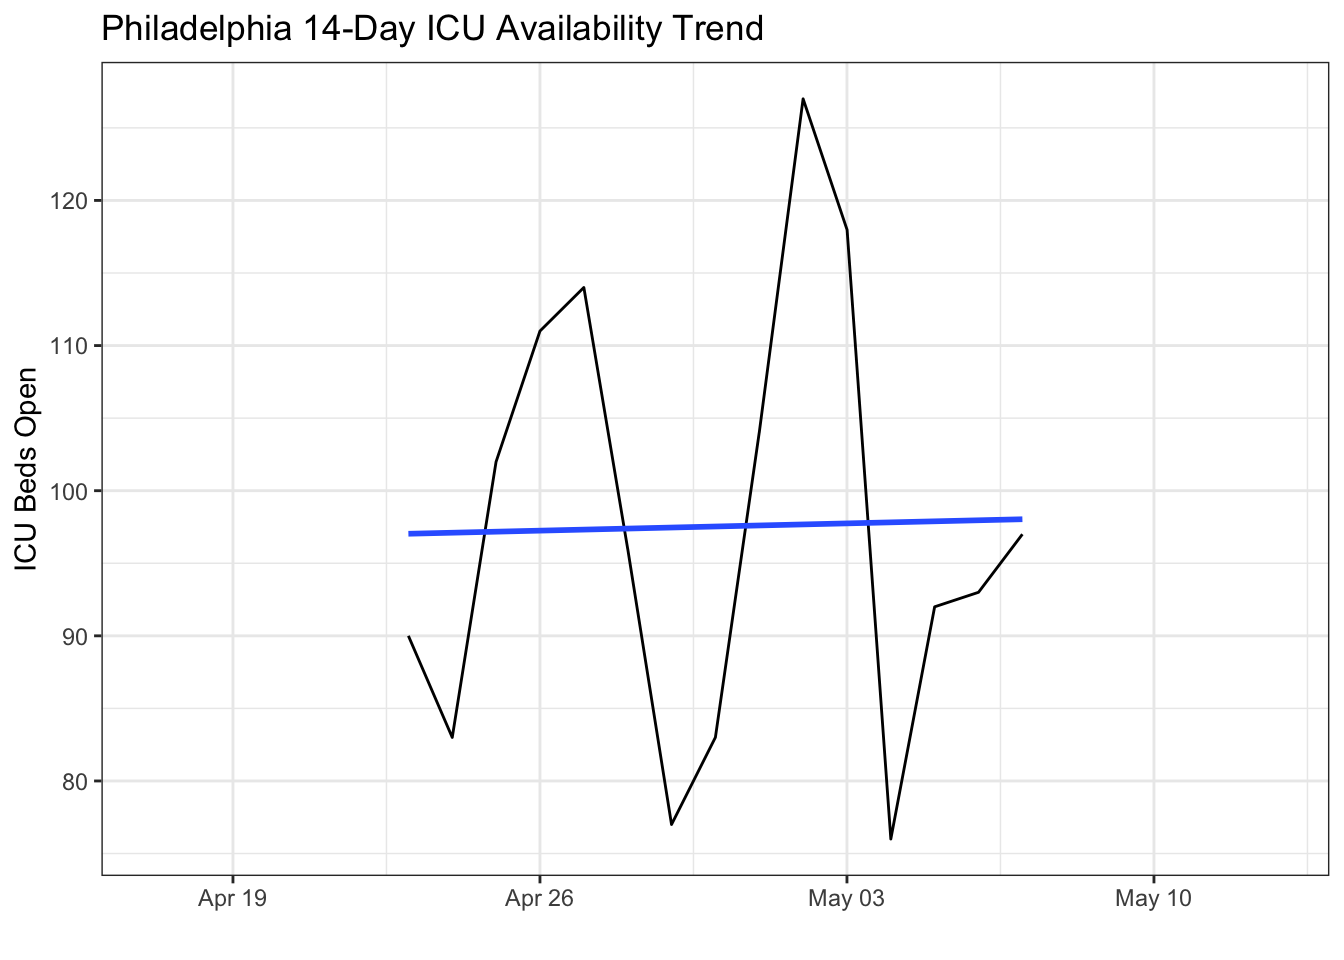 Philadelphia 14-Day ICU Availability Trend
ICU Beds Open
120
110
100
90
80
Apr 19
Apr 26
May 03
May 10